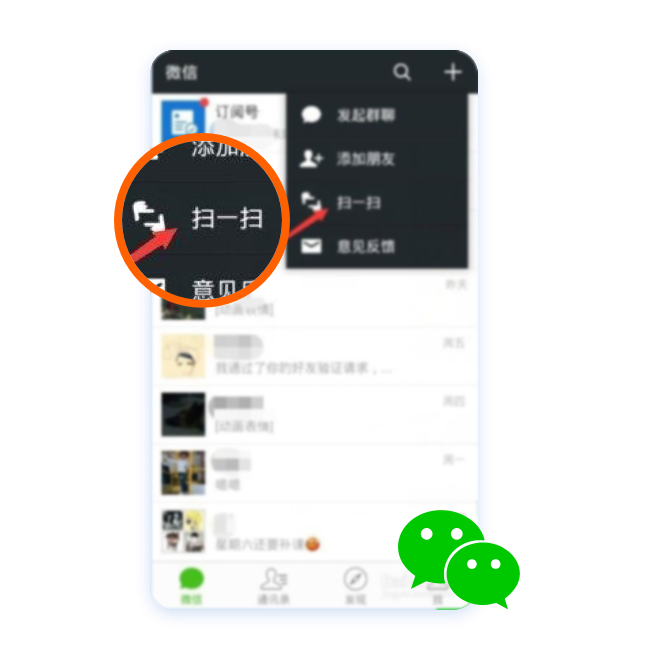 微信
订阅号
发起群聊
添加朋友
扫一扫
意见反馈
添加
扫一扫
意见
昨天
[动画表情]
周五
我通过了你的好友验证请求，...
周四
[动画表情]
周一
嗯嗯
星期六还要补课
微信
通讯录
发现
我